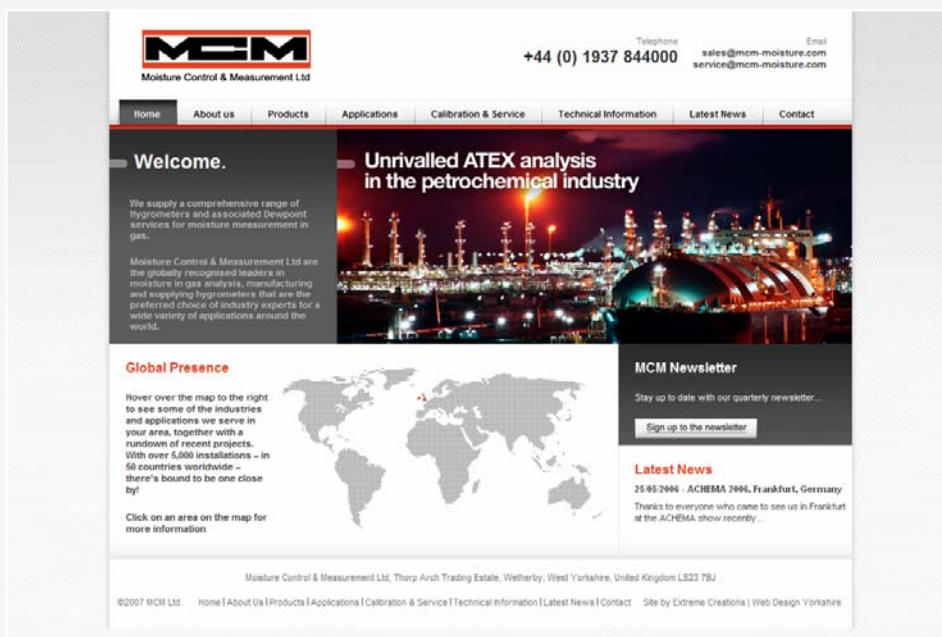 MCM
Moisture Control & Measurement Ltd
Telephone
+44 (0) 1937 844000
Email
sales@mcm-moisture.com
service@mcm-moisture.com
Home
About us
Products
Applications
Calibration & Service
Technical Information
Latest News
Contact
Welcome.
We supply a comprehensive range of
Hygrometers and associated Dewpoint
services for moisture measurement in
gas.
Moisture Control & Measurement Ltd are
the globally recognised leaders in
moisture in gas analysis, manufacturing
and supplying hygrometers that are the
preferred choice of industry experts for a
wide variety of applications around the
world.
Unrivalled ATEX analysis
in the petrochemical industry
Global Presence
Hover over the map to the right
to see some of the industries
and applications we serve in
your area, together with a
rundown of recent projects.
With over 5,000 installations – in
50 countries worldwide –
there's bound to be one close
by!
Click on an area on the map for
more information
MCM Newsletter
Stay up to date with our quarterly newsletter...
Sign up to the newsletter
Latest News
25/05/2006 - ACHEMA 2006, Frankfurt, Germany
Thanks to everyone who came to see us in Frankfurt
at the ACHEMA show recently...
Moisture Control & Measurement Ltd, Thorp Arch Trading Estate, Wetherby, West Yorkshire, United Kingdom LS23 7BJ
©2007 MCM Ltd. Home | About Us | Products | Applications | Calibration & Service | Technical Information | Latest News | Contact Site by Extreme Creations | Web Design Yorkshire